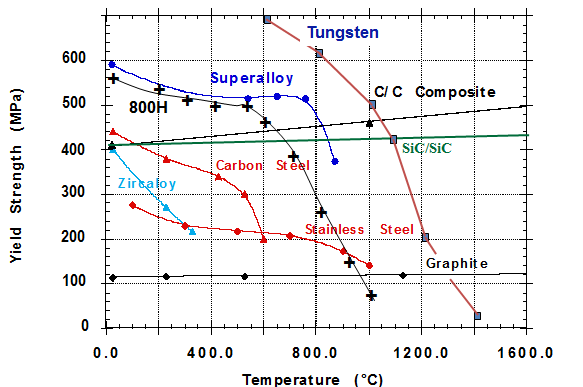 Tungsten
600
Superalloy
C/C Composite
500
800H
400
SiC/SiC
Carbon Steel
Zircaloy
300
Stainless Steel
200
Graphite
100
0
0.0 400.0 800.0 1200.0 1600.0
Temperature (°C)
Yield Strength (MPa)